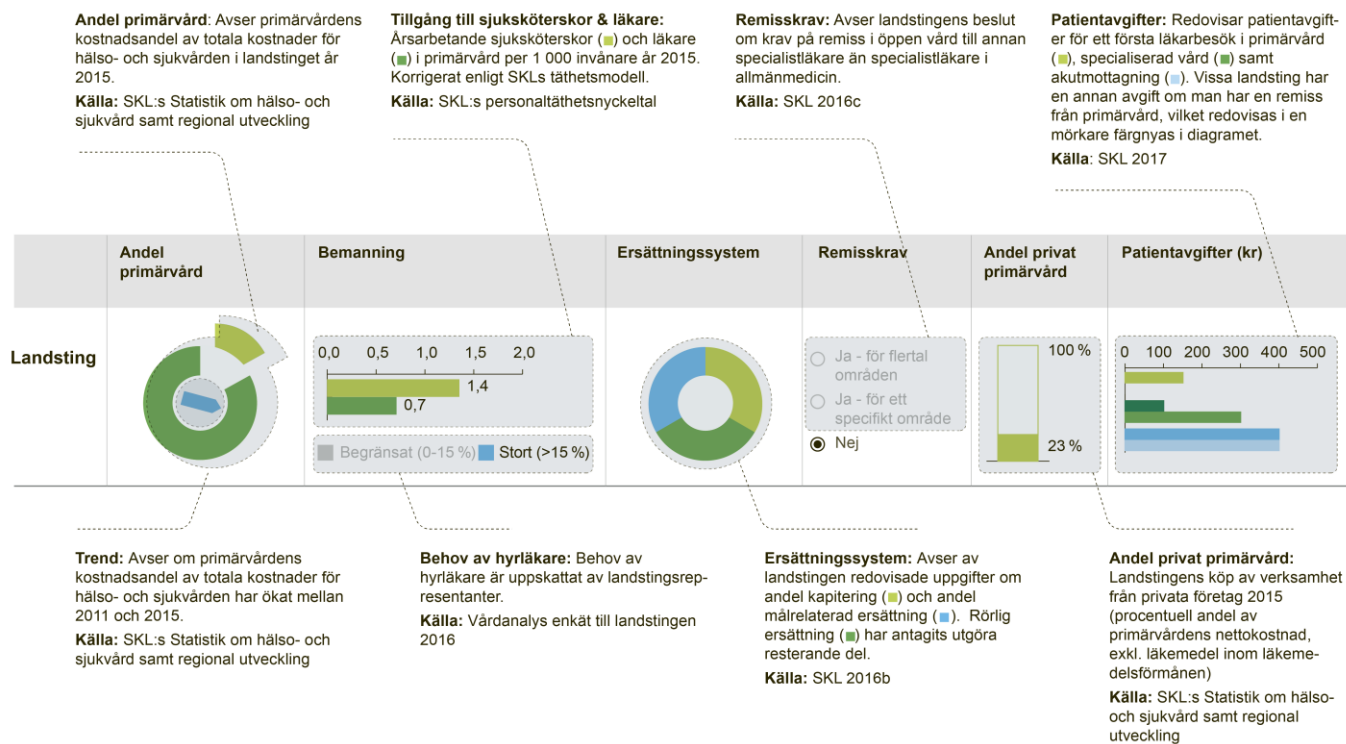 Andel primärvård: Avser primärvårdens
kostnadsandel av totala kostnader för
hälso- och sjukvården i landstinget år
2015.
Källa: SKL:s Statistik om hälso- och
sjukvård samt regional utveckling
Tillgång till sjuksköterskor & läkare:
Årsarbetande sjuksköterskor (■) och läkare
(■) i primärvård per 1 000 invånare år 2015.
Korrigerat enligt SKLs täthetsmodell.
Källa: SKL:s personaltäthetsnyckeltal
Remisskrav: Avser landstingens beslut
om krav på remiss i öppen vård till annan
specialistläkare än specialistläkare i
allmänmedicin.
Källa: SKL 2016c
Patientavgifter: Redovisar patientavgift-
er för ett första läkarbesök i primärvård
(■), specialiserad vård (■) samt
akutmottagning (■). Vissa landsting har
en annan avgift om man har en remiss
från primärvård, vilket redovisas i en
mörkare färgnyas i diagramet.
Källa: SKL 2017
Andel
primärvård
Bemanning
Ersättningssystem
Remisskrav
Andel privat
primärvård
Patientavgifter (kr)
Landsting
0,0 0,5 1,0 1,5 2,0
1,4
0,7
Begränsat (0-15 %) Stort (>15 %)
Ja - för flertal
områden
Ja - för ett
specifikt område
Nej
100 %
23 %
0 100 200 300 400 500
Trend: Avser om primärvårdens
kostnadsandel av totala kostnader för
hälso- och sjukvården har ökat mellan
2011 och 2015.
Källa: SKL:s Statistik om hälso- och
sjukvård samt regional utveckling
Behov av hyrläkare: Behov av
hyrläkare är uppskattat av landstingsrep-
resentanter.
Källa: Vårdanalys enkät till landstingen
2016
Ersättningssystem: Avser av
landstingen redovisade uppgifter om
andel kapitering (■) och andel
målrelaterad ersättning (■). Rörlig
ersättning (■) har antagits utgöra
resterande del.
Källa: SKL 2016b
Andel privat primärvård:
Landstingens köp av verksamhet
från privata företag 2015
(procentuell andel av
primärvårdens nettokostnad,
exkl. läkemedel inom läkeme-
delsförmånen)
Källa: SKL:s Statistik om hälso-
och sjukvård samt regional
utveckling